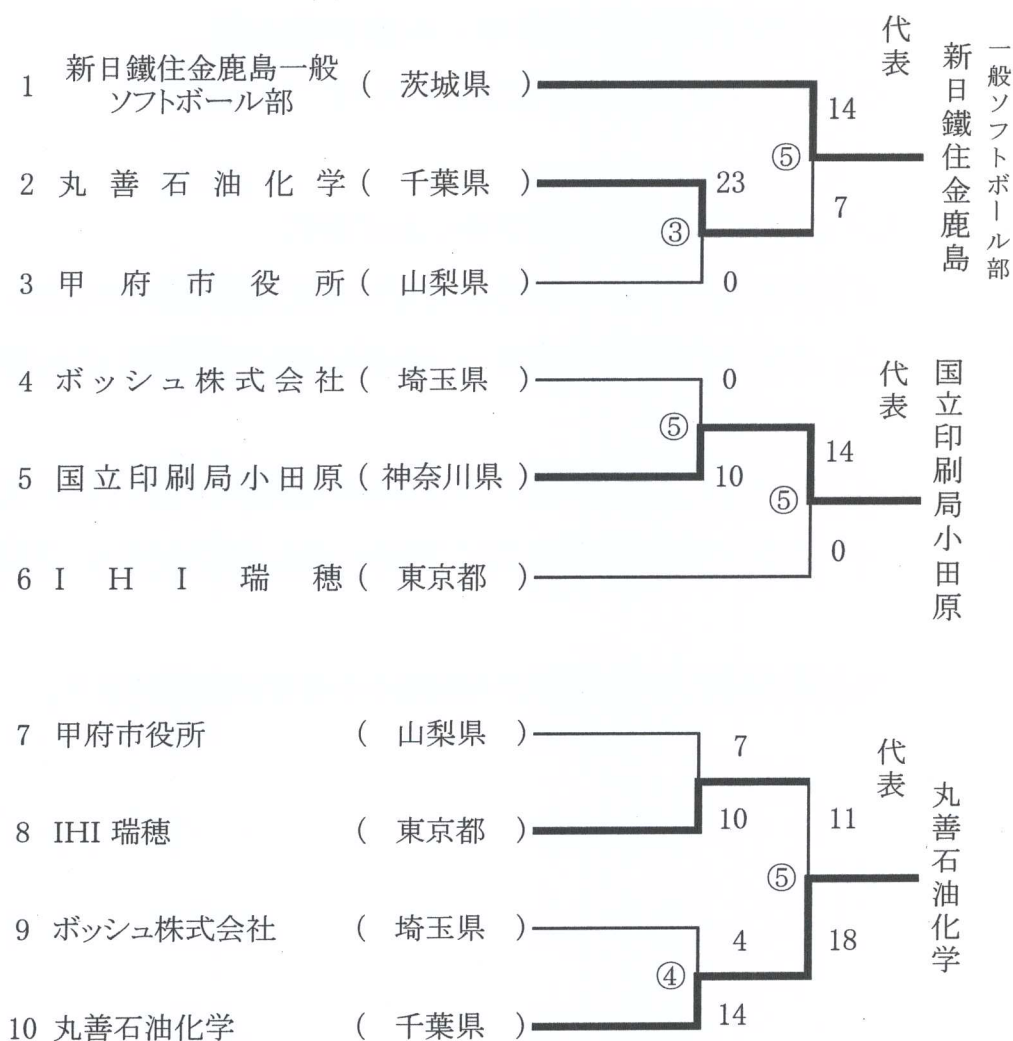 1 新日鐵住金鹿島一般
ソフトボール部 ( 茨城県 )
2 丸善石油化学 ( 千葉県 )
3 甲府市役所 ( 山梨県 )
23
③
0
14
⑤
7
代表
新日鐵住金鹿島
一般ソフトボール部
4 ボッシュ株式会社 ( 埼玉県 )
5 国立印刷局小田原 ( 神奈川県 )
6 IHI瑞穂 ( 東京都 )
0
⑤
10
14
⑤
0
代表
国立印刷局小田原
7 甲府市役所 ( 山梨県 )
8 IHI 瑞穂 ( 東京都 )
9 ボッシュ株式会社 ( 埼玉県 )
10 丸善石油化学 ( 千葉県 )
7
10
4
④
14
11
⑤
18
代表
丸善石油化学